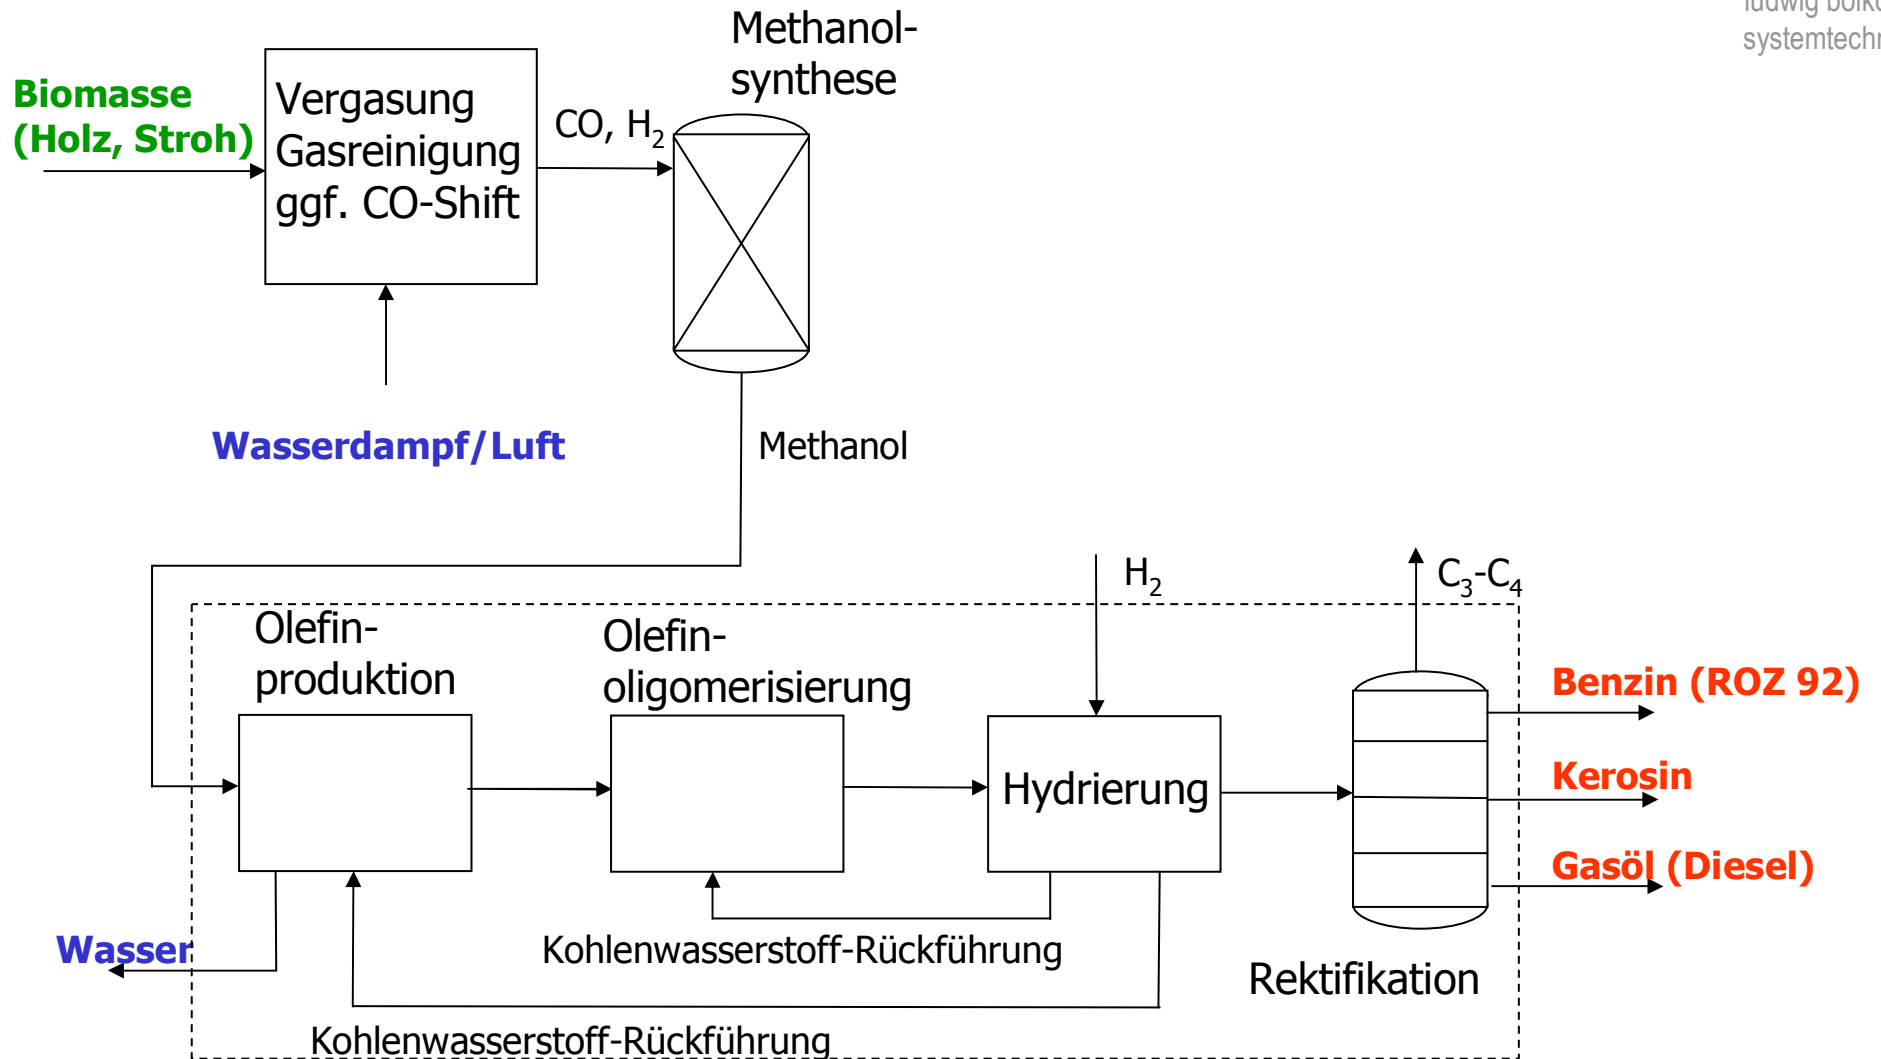 systemtech
Methanol-
synthese
Biomasse
(Holz, Stroh)
Vergasung
Gasreinigung
ggf. CO-Shift
CO, H₂
Wasserdampf/Luft
Methanol
H₂
C₃-C₄
Olefin-
produktion
Olefin-
oligomerisierung
Hydrierung
Benzin (ROZ 92)
Kerosin
Gasöl (Diesel)
Wasser
Kohlenwasserstoff-Rückführung
Rektifikation
Kohlenwasserstoff-Rückführung